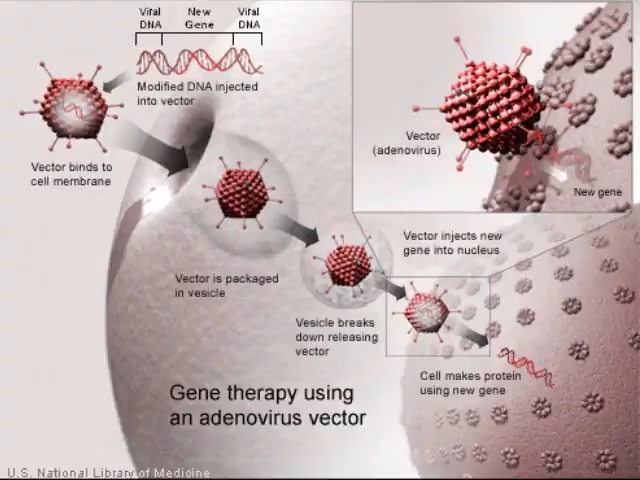 Viral New Viral
DNA Gene DNA
Modified DNA injected
into vector
Vector binds to
cell membrane
Vector
(adenovirus)
New gene
Vector injects new
gene into nucleus
Vector is packaged
in vesicle
Vesicle breaks
down releasing
vector
Cell makes protein
using new gene
Gene therapy using
an adenovirus vector
U.S. National Library of Medicine